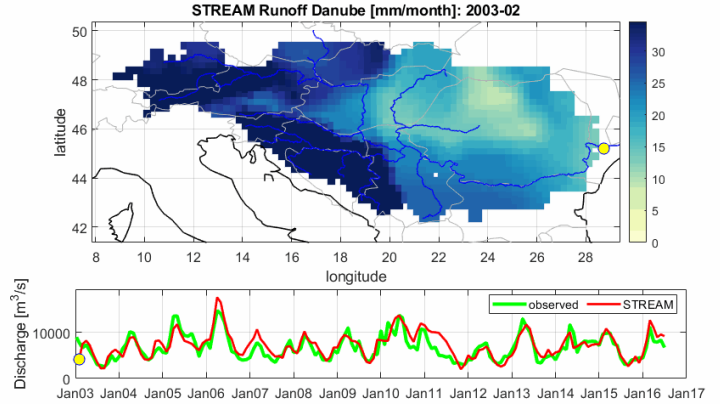 STREAM Runoff Danube [mm/month]: 2003-02
50
48
46
44
42
latitude
8 10 12 14 16 18 20 22 24 26 28
longitude
30
25
20
15
10
5
0
Discharge [m³/s]
10000
0
observed STREAM
Jan03 Jan04 Jan05 Jan06 Jan07 Jan08 Jan09 Jan10 Jan11 Jan12 Jan13 Jan14 Jan15 Jan16 Jan17